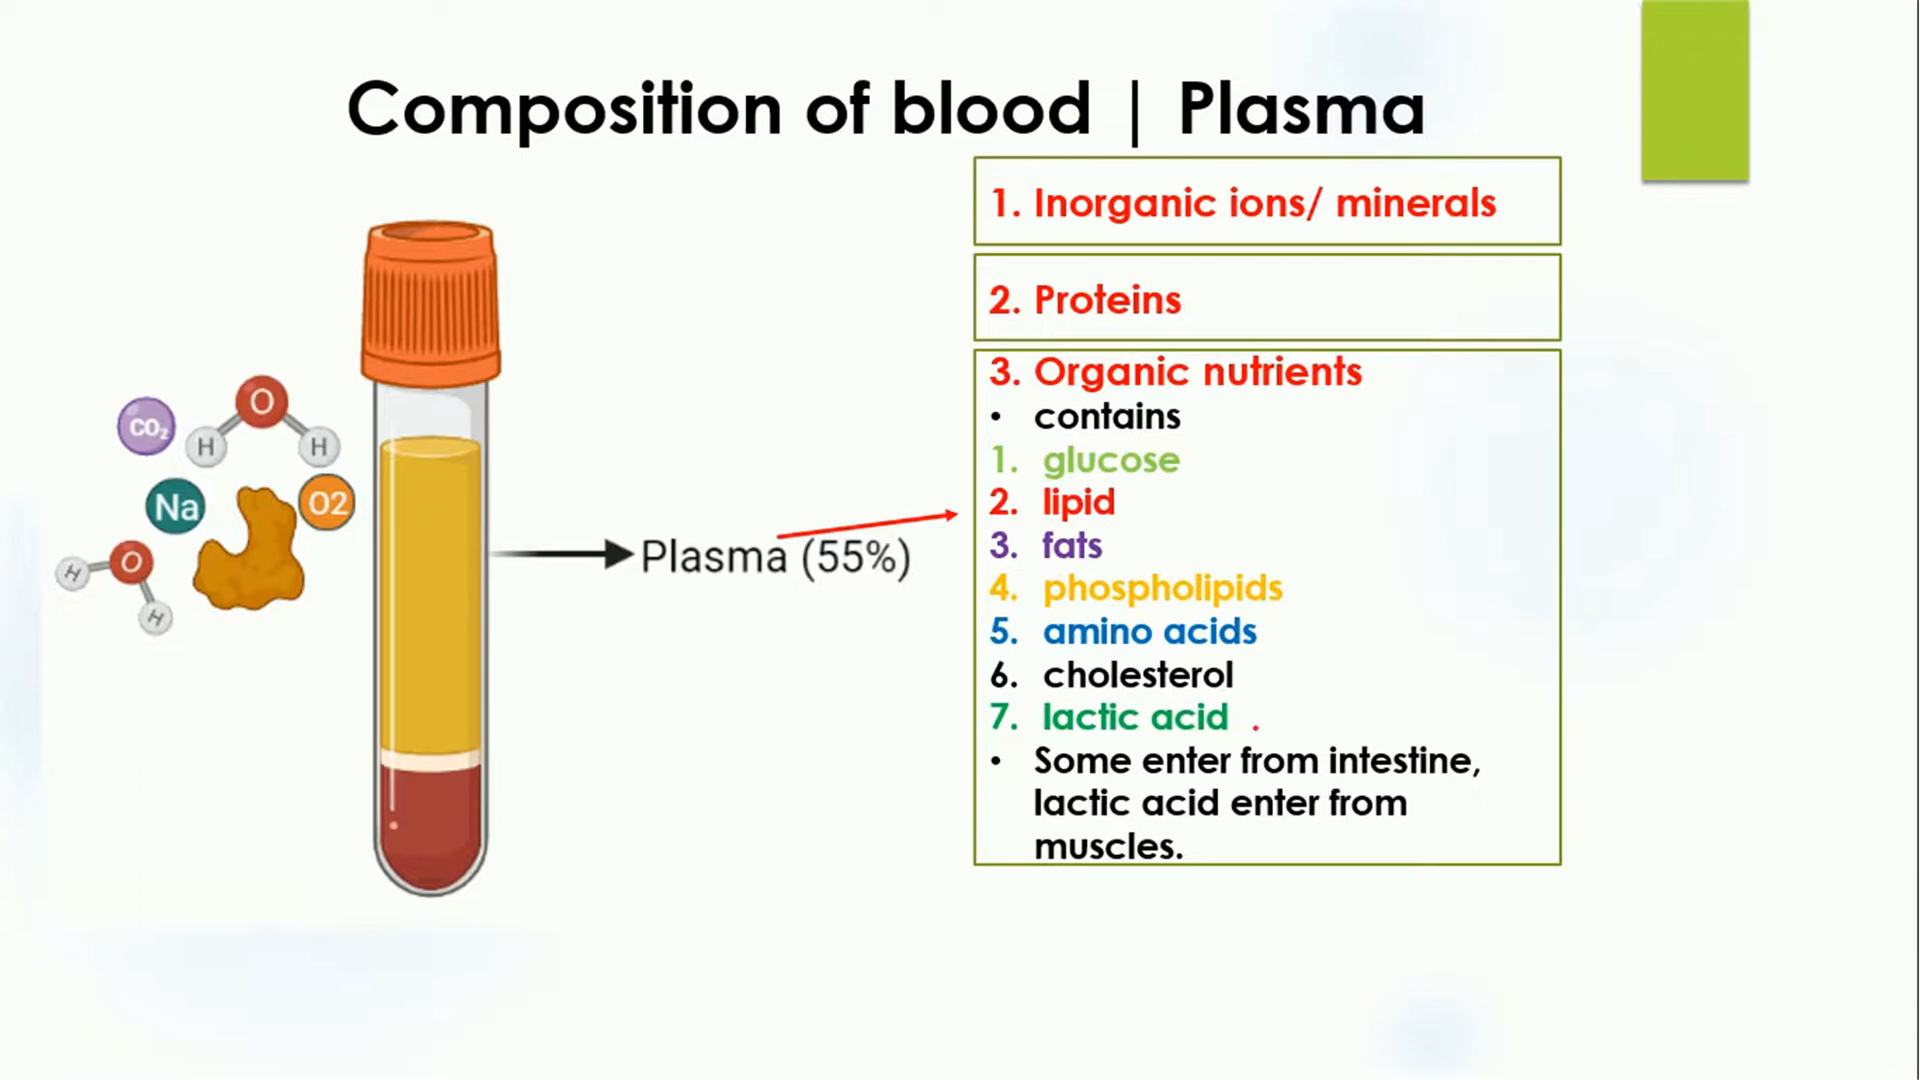 Composition of blood | Plasma
1. Inorganic ions/ minerals
2. Proteins
3. Organic nutrients
• contains
1. glucose
2. lipid
3. fats
4. phospholipids
5. amino acids
6. cholesterol
7. lactic acid .
• Some enter from intestine,
lactic acid enter from
muscles.
CO₂
O
H
H
Na
O2
O
H
H
Plasma (55%)